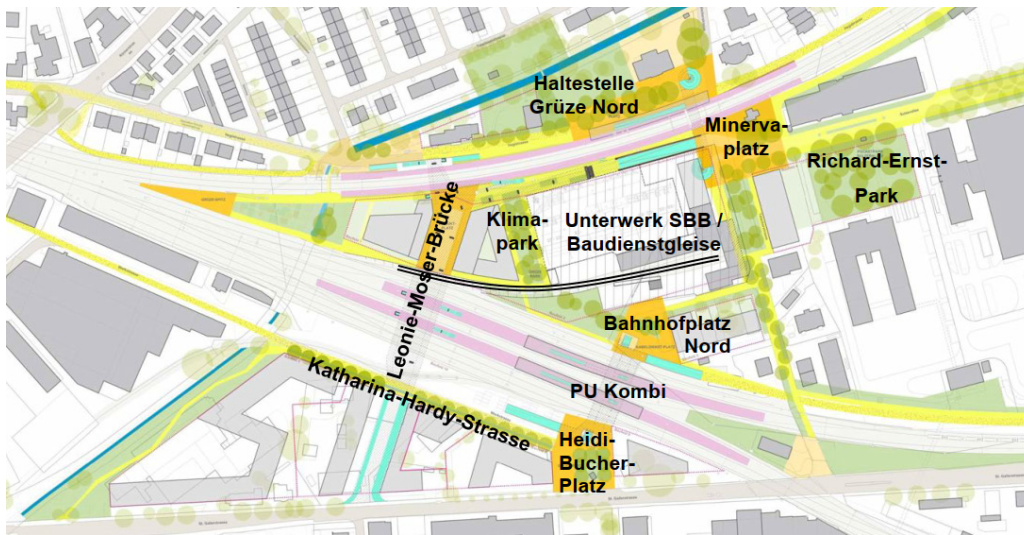 Haltestelle
Grüze Nord
Minerva-
platz
Richard-Ernst-
Park
Klima-
park
Unterwerk SBB /
Baudienstgleise
Leonie-Moser-Brücke
Bahnhofplatz
Nord
PU Kombi
Katharina-Hardy-Strasse
Heidi-
Bucher-
Platz